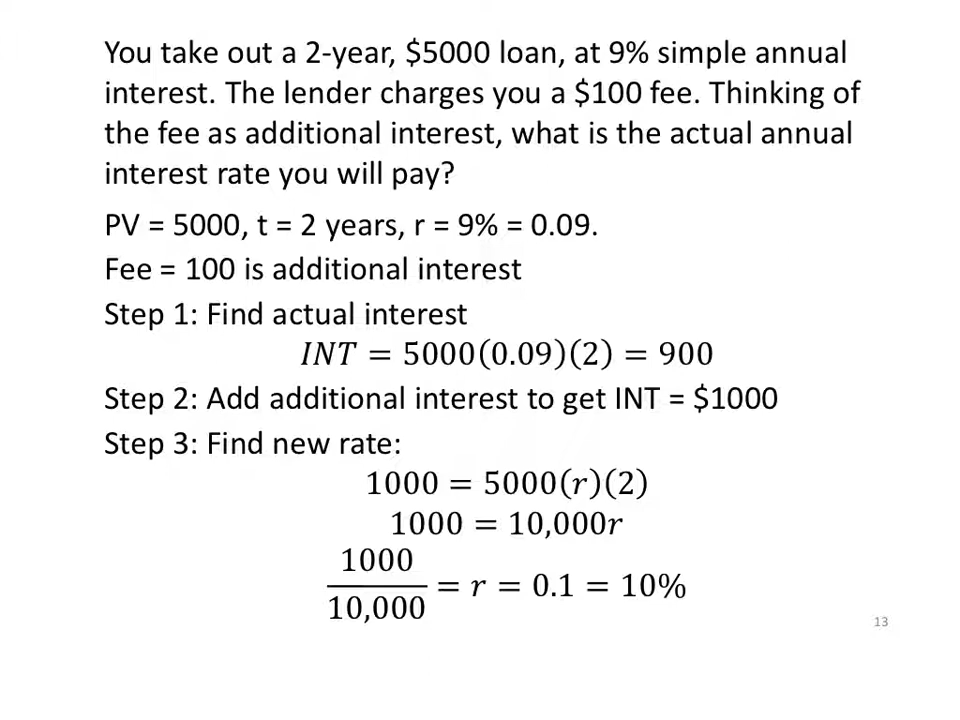 You take out a 2-year, $5000 loan, at 9% simple annual
interest. The lender charges you a $100 fee. Thinking of
the fee as additional interest, what is the actual annual
interest rate you will pay?
PV = 5000, t = 2 years, r = 9% = 0.09.
Fee = 100 is additional interest
Step 1: Find actual interest
INT = 5000(0.09)(2) = 900
Step 2: Add additional interest to get INT = $1000
Step 3: Find new rate:
1000 = 5000(r)(2)
1000 = 10,000r
1000
10,000 = r = 0.1 = 10%
13